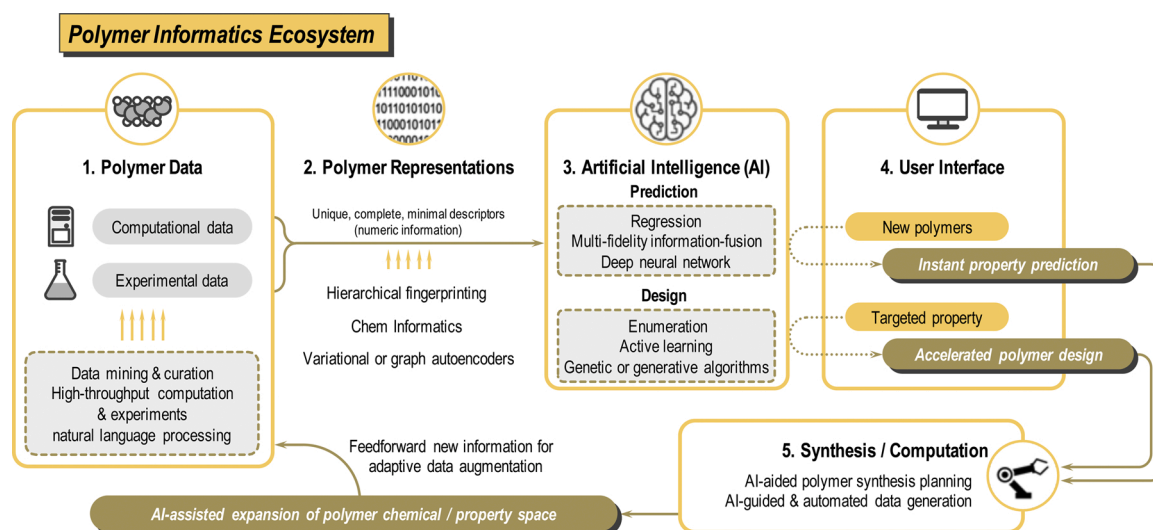 Polymer Informatics Ecosystem
1. Polymer Data
Computational data
Experimental data
Data mining & curation
High-throughput computation
& experiments
natural language processing
11110001010
10110101010
11000101011
2. Polymer Representations
Unique, complete, minimal descriptors
(numeric information)
Hierarchical fingerprinting
Chem Informatics
Variational or graph autoencoders
3. Artificial Intelligence (AI)
Prediction
Regression
Multi-fidelity information-fusion
Deep neural network
Design
Enumeration
Active learning
Genetic or generative algorithms
4. User Interface
New polymers
Instant property prediction
Targeted property
Accelerated polymer design
5. Synthesis / Computation
AI-aided polymer synthesis planning
AI-guided & automated data generation
Feedforward new information for
adaptive data augmentation
AI-assisted expansion of polymer chemical / property space